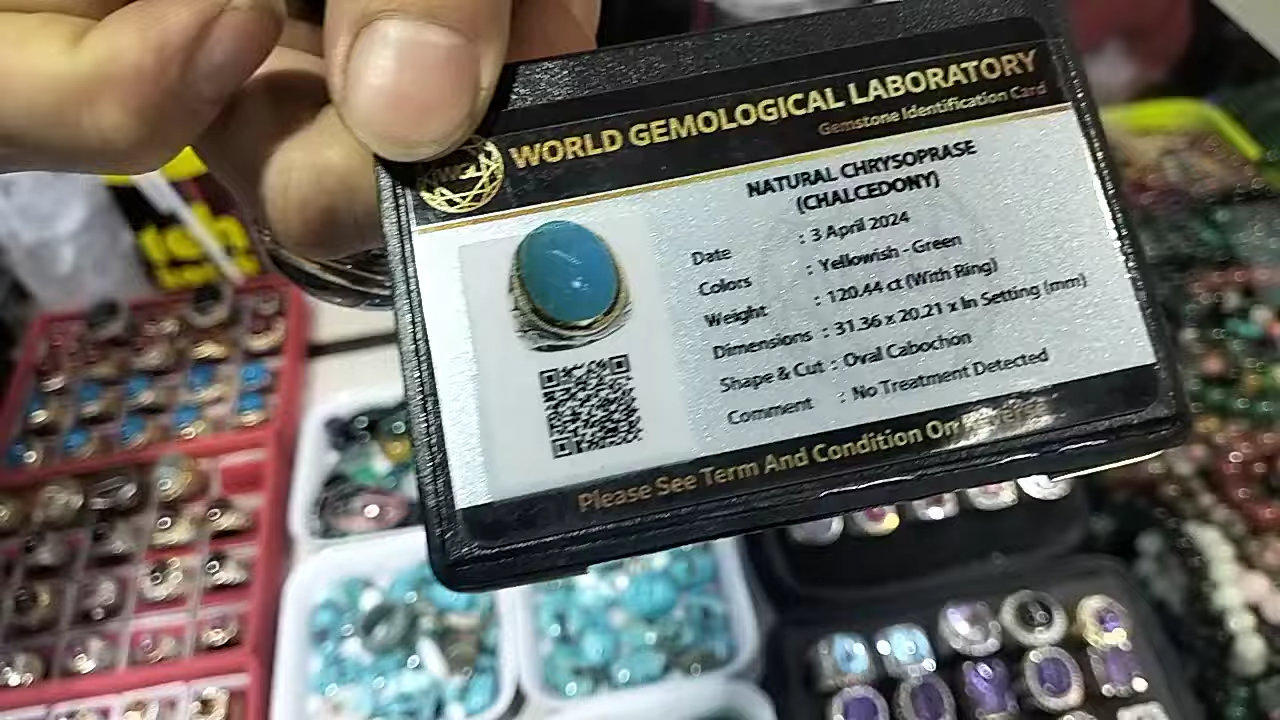 WORLD GEMOLOGICAL LABORATORY
Gemstone Identification Card
NATURAL CHRYSOPRASE
(CHALCEDONY)
Date : 3 April 2024
Colors : Yellowish - Green
Weight : 120.44 ct (With Ring)
Dimensions : 31.36 x 20.21 x In Setting (mm)
Shape & Cut : Oval Cabochon
Comment : No Treatment Detected
Please See Term And Condition On Reverse